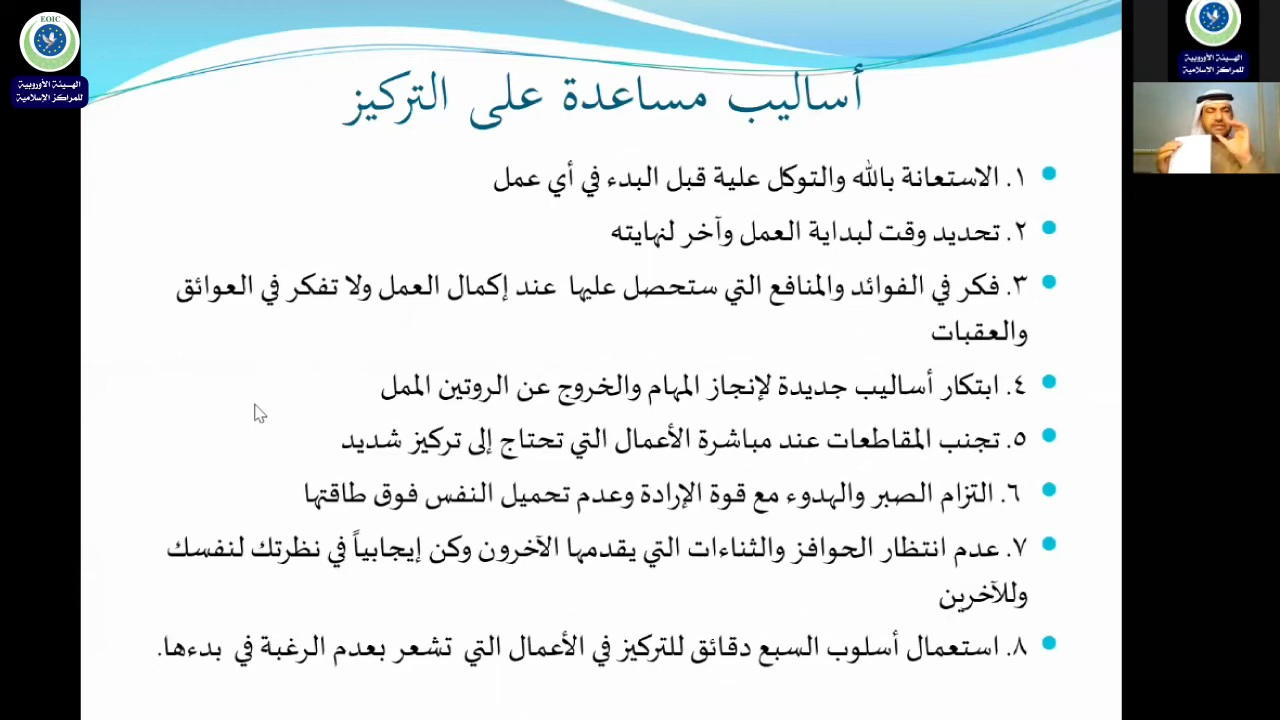 EOIC
الهيئة الأوروبية
للمراكز الإسلامية
أساليب مساعدة على التركيز
١. الاستعانة بالله والتوكل علية قبل البدء في أي عمل
٢. تحديد وقت لبداية العمل وآخر لنهايته
٣. فكر في الفوائد والمنافع التي ستحصل عليها عند إكمال العمل ولا تفكر في العوائق
والعقبات
٤. ابتكار أساليب جديدة لإنجاز المهام والخروج عن الروتين الممل
٥. تجنب المقاطعات عند مباشرة الأعمال التي تحتاج إلى تركيز شديد
٦. التزام الصبر والهدوء مع قوة الإرادة وعدم تحميل النفس فوق طاقتها
٧. عدم انتظار الحوافز والثناءات التي يقدمها الآخرون وكن إيجابياً في نظرتك لنفسك
وللآخرين
٨. استعمال أسلوب السبع دقائق للتركيز في الأعمال التي تشعر بعدم الرغبة في بدءها.
الهيئة الأوروبية
للمراكز الاسلامية